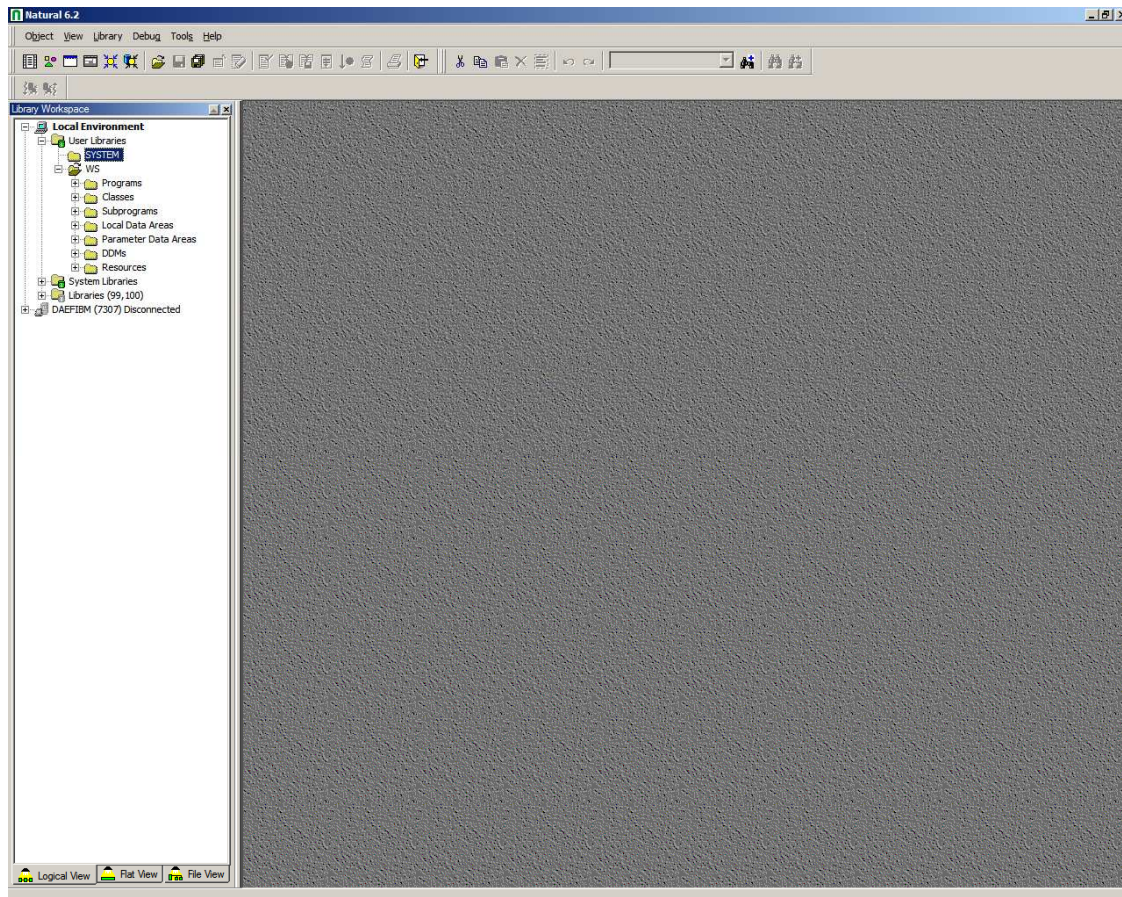 Natural 6.2
Object View Library Debug Tools Help
Library Workspace
Local Environment
User Libraries
SYSTEM
WS
Programs
Classes
Subprograms
Local Data Areas
Parameter Data Areas
DDMs
Resources
System Libraries
Libraries (99,100)
DAEFIBM (7307) Disconnected
Logical View Flat View File View